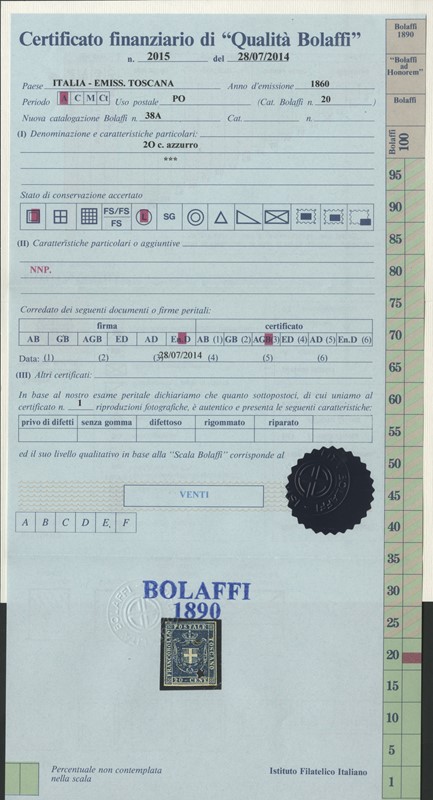 Certificato finanziario di “Qualità Bolaffi”
n. 2015 del 28/07/2014
Paese ITALIA - EMISS. TOSCANA Anno d'emissione 1860
Periodo A C M Ct Uso postale PO (Cat. Bolaffi n. 20 )
Nuova catalogazione Bolaffi n. 38A Cat. n.
(I) Denominazione e caratteristiche particolari:
2O c. azzurro
***
Stato di conservazione accertato
FS/FS
FS
L
SG
(II) Caratteristiche particolari o aggiuntive:
NNP.
Corredato dei seguenti documenti o firme peritali:
firma certificato
AB GB AGB ED AD En.D AB (1) GB (2) AGB(3) ED (4) AD (5) En.D (6)
Data: (1) (2) (3) 28/07/2014 (4) (5) (6)
(III) Altri certificati:
In base al nostro esame peritale dichiariamo che quanto sottopostoci, di cui uniamo al
certificato n. 1 riproduzioni fotografiche, è autentico e presenta le seguenti caratteristiche:
privo di difetti senza gomma difettoso rigommato riparato
ed il suo livello qualitativo in base alla “Scala Bolaffi” corrisponde al
VENTI
A B C D E F
BOLAFFI
1890
BOLAFFI
FRANCOBOLLO
POSTALE
TOSCANO
20 CENT
Percentuale non contemplata
nella scala
Istituto Filatelico Italiano
Bolaffi
1890
“Bolaffi
ad
Honorem”
Bolaffi
Bolaffi
100
95
90
85
80
75
70
65
60
55
50
45
40
35
30
25
20
15
10
5
1